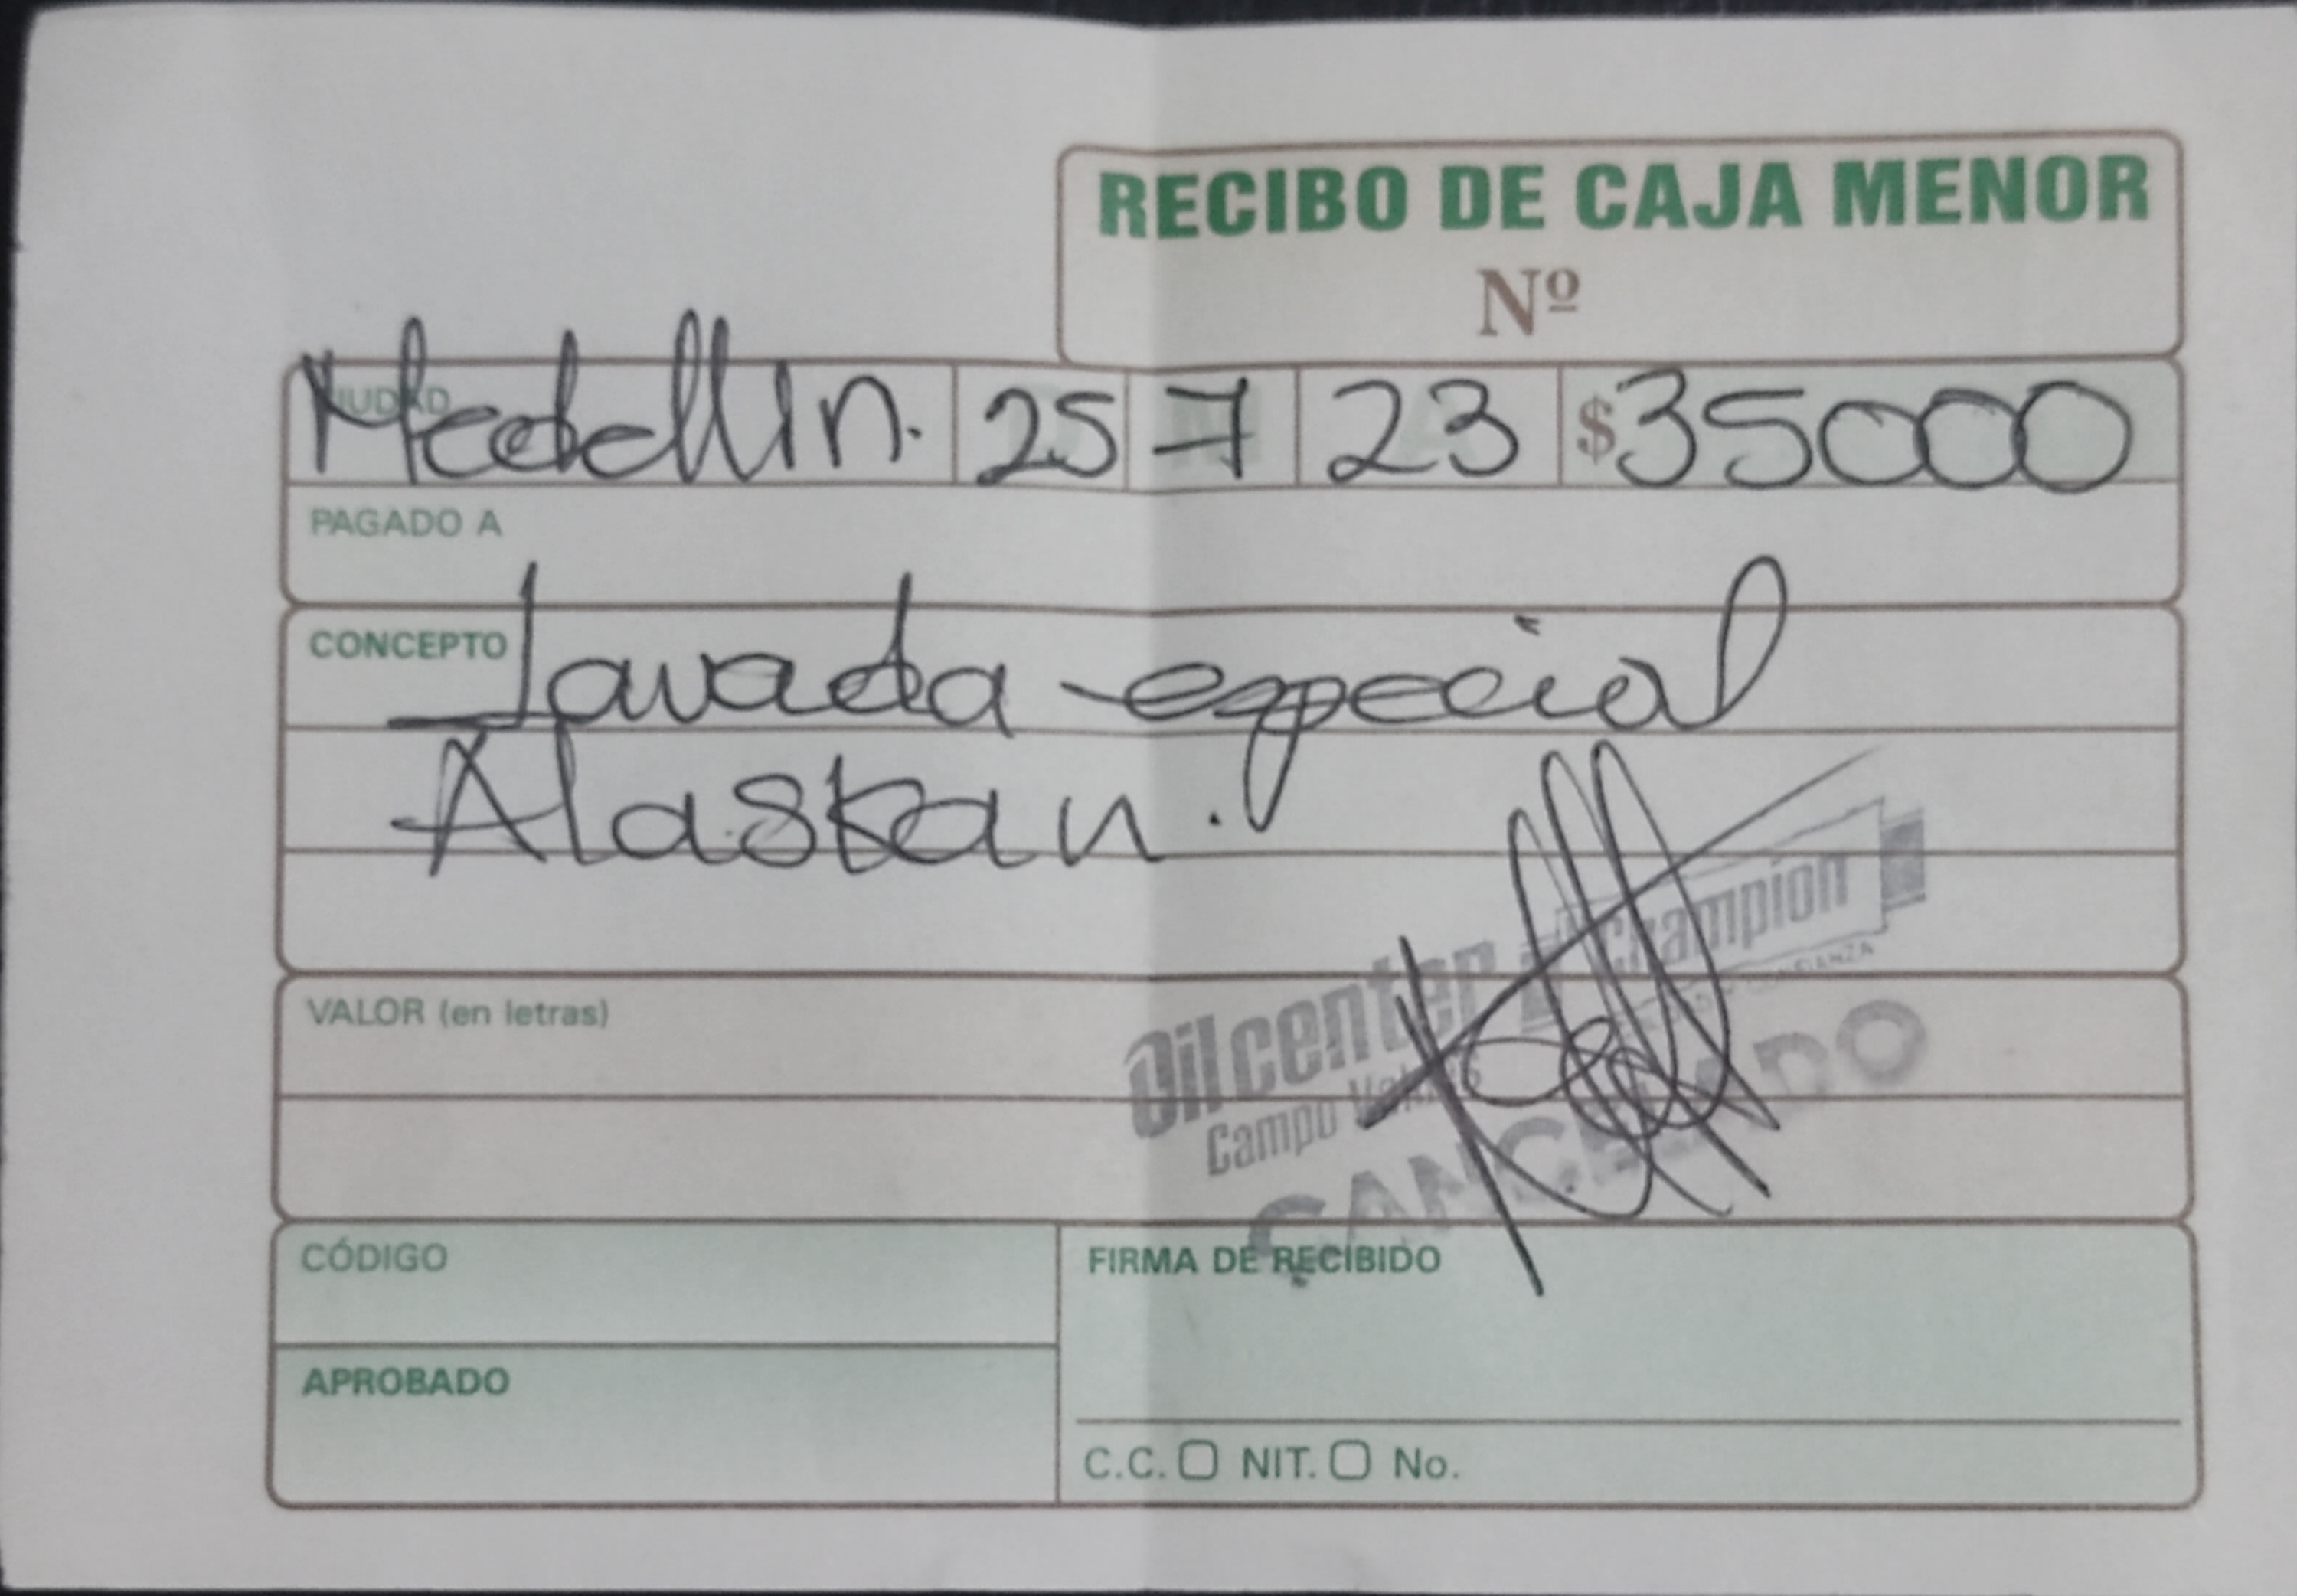 RECIBO DE CAJA MENOR
Nº
CIUDAD
Medellin. 25 7 23 $35000
PAGADO A
CONCEPTO
Lavada especial
Alaskan.
Oilcenter Champion
CONFIANZA
Campo Valdés
CANCELADO
VALOR (en letras)
CÓDIGO
FIRMA DE RECIBIDO
APROBADO
C.C. NIT. No.